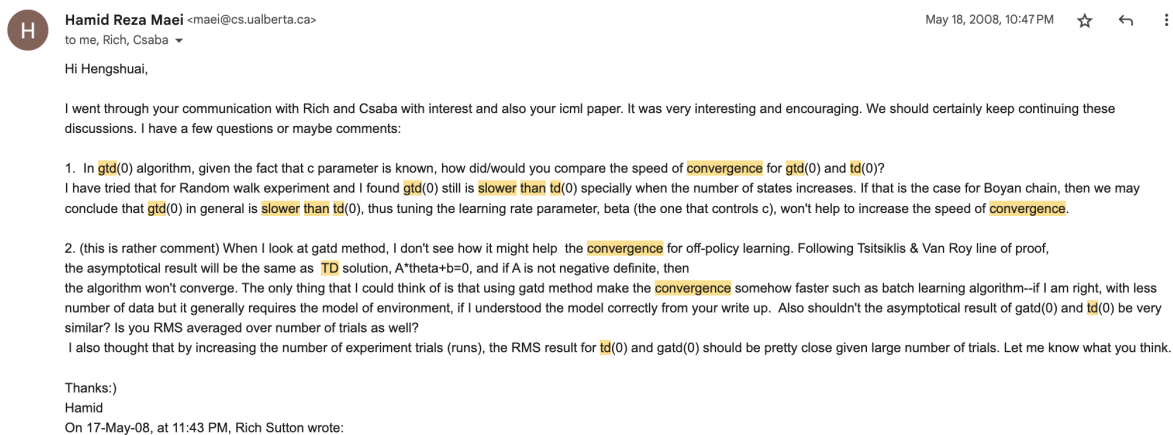 H
Hamid Reza Maei <maei@cs.ualberta.ca>
May 18, 2008, 10:47 PM
to me, Rich, Csaba
Hi Hengshuai,
I went through your communication with Rich and Csaba with interest and also your icml paper. It was very interesting and encouraging. We should certainly keep continuing these
discussions. I have a few questions or maybe comments:
1.  In gtd(0) algorithm, given the fact that c parameter is known, how did/would you compare the speed of convergence for gtd(0) and td(0)?
I have tried that for Random walk experiment and I found gtd(0) still is slower than td(0) specially when the number of states increases. If that is the case for Boyan chain, then we may
conclude that gtd(0) in general is slower than td(0), thus tuning the learning rate parameter, beta (the one that controls c), won't help to increase the speed of convergence.
2. (this is rather comment) When I look at gatd method, I don't see how it might help  the convergence for off-policy learning. Following Tsitsiklis & Van Roy line of proof,
the asymptotical result will be the same as  TD solution, A*theta+b=0, and if A is not negative definite, then
the algorithm won't converge. The only thing that I could think of is that using gatd method make the convergence somehow faster such as batch learning algorithm--if I am right, with less
number of data but it generally requires the model of environment, if I understood the model correctly from your write up.  Also shouldn't the asymptotical result of gatd(0) and td(0) be very
similar? Is you RMS averaged over number of trials as well?
I also thought that by increasing the number of experiment trials (runs), the RMS result for td(0) and gatd(0) should be pretty close given large number of trials. Let me know what you think.
Thanks:)
Hamid
On 17-May-08, at 11:43 PM, Rich Sutton wrote: